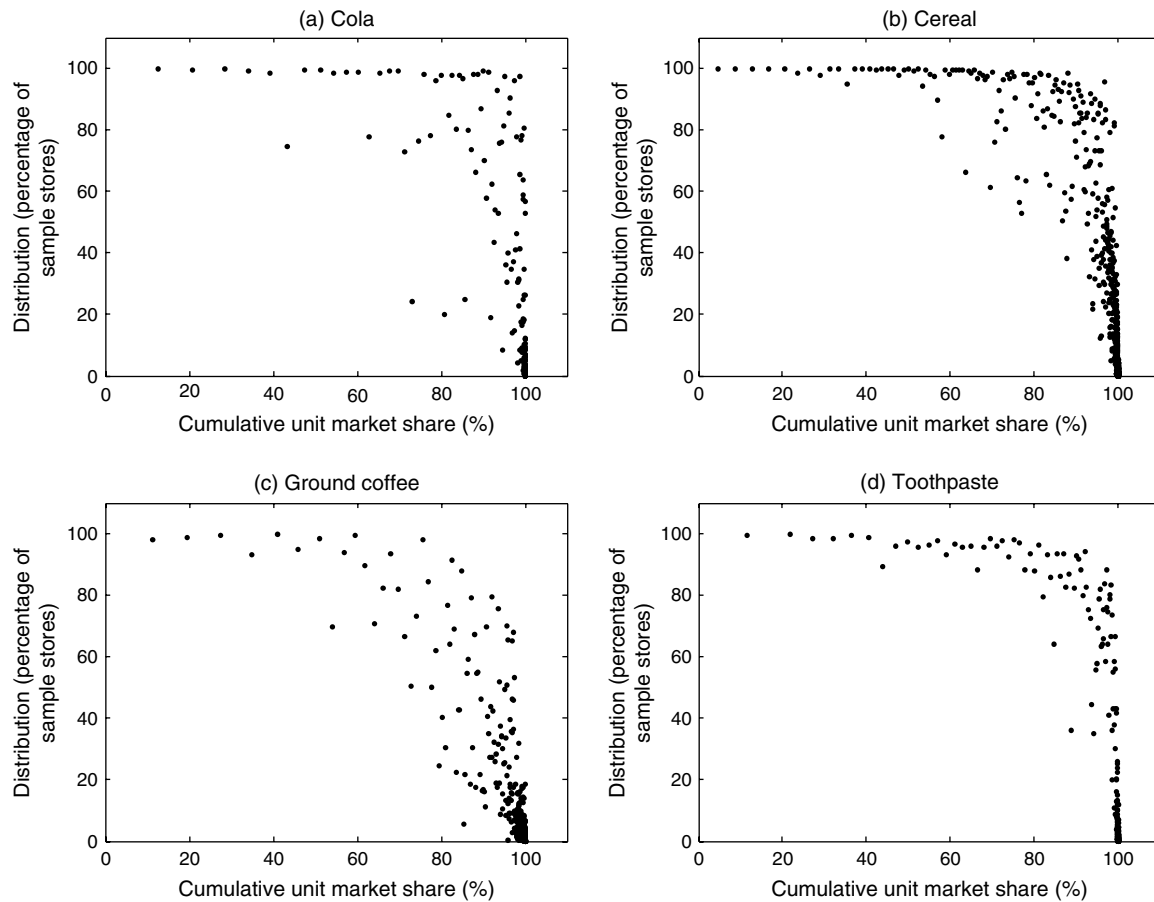 (a) Cola
100
80
60
40
20
0
0 20 40 60 80 100
Distribution (percentage of
sample stores)
Cumulative unit market share (%)
(b) Cereal
100
80
60
40
20
0
0 20 40 60 80 100
Distribution (percentage of
sample stores)
Cumulative unit market share (%)
(c) Ground coffee
100
80
60
40
20
0
0 20 40 60 80 100
Distribution (percentage of
sample stores)
Cumulative unit market share (%)
(d) Toothpaste
100
80
60
40
20
0
0 20 40 60 80 100
Distribution (percentage of
sample stores)
Cumulative unit market share (%)